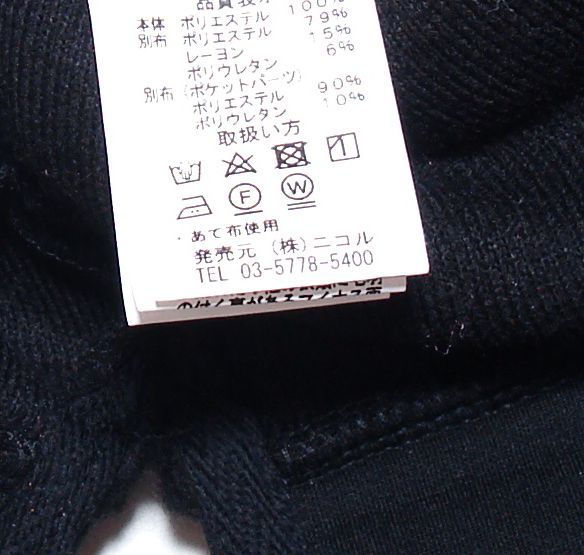 品質表示
本体 ポリエステル 100%
別布 ポリエステル 79%
レーヨン 15%
ポリウレタン 6%
別布 (ポケットパーツ)
ポリエステル 90%
ポリウレタン 10%
取扱い方
F W
・あて布使用
発売元 (株)ニコル
TEL 03-5778-5400